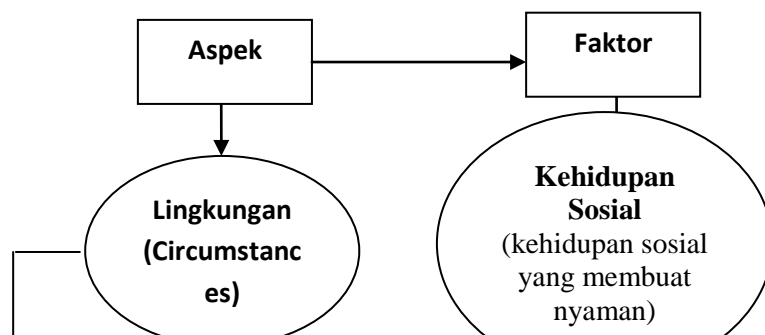 Aspek
Faktor
Lingkungan
(Circumstanc
es)
Kehidupan
Sosial
(kehidupan sosial
yang membuat
nyaman)